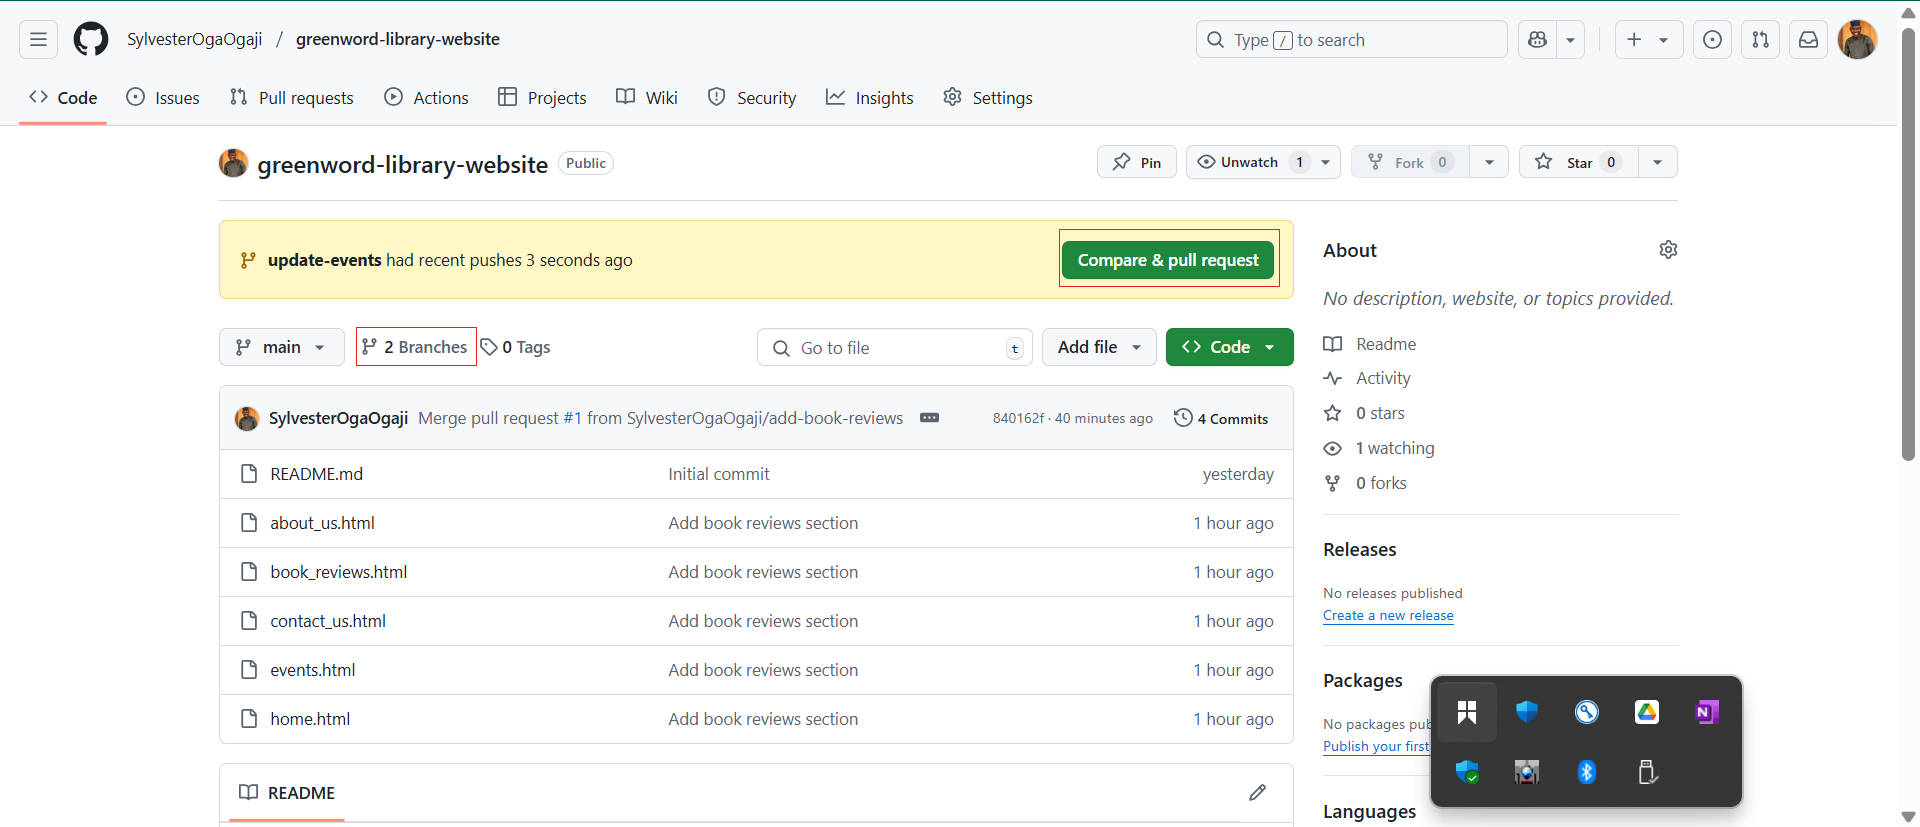 SylvesterOgaOgaji / greenword-library-website
Type / to search
Code Issues Pull requests Actions Projects Wiki Security Insights Settings
greenword-library-website Public
Pin Unwatch 1 Fork 0 Star 0
update-events had recent pushes 3 seconds ago
Compare & pull request
main 2 Branches 0 Tags
Go to file t
Add file
Code
SylvesterOgaOgaji Merge pull request #1 from SylvesterOgaOgaji/add-book-reviews
840162f · 40 minutes ago
4 Commits
README.md Initial commit yesterday
about_us.html Add book reviews section 1 hour ago
book_reviews.html Add book reviews section 1 hour ago
contact_us.html Add book reviews section 1 hour ago
events.html Add book reviews section 1 hour ago
home.html Add book reviews section 1 hour ago
README
About
No description, website, or topics provided.
Readme
Activity
0 stars
1 watching
0 forks
Releases
No releases published
Create a new release
Packages
No packages pub
Publish your first
N
Languages